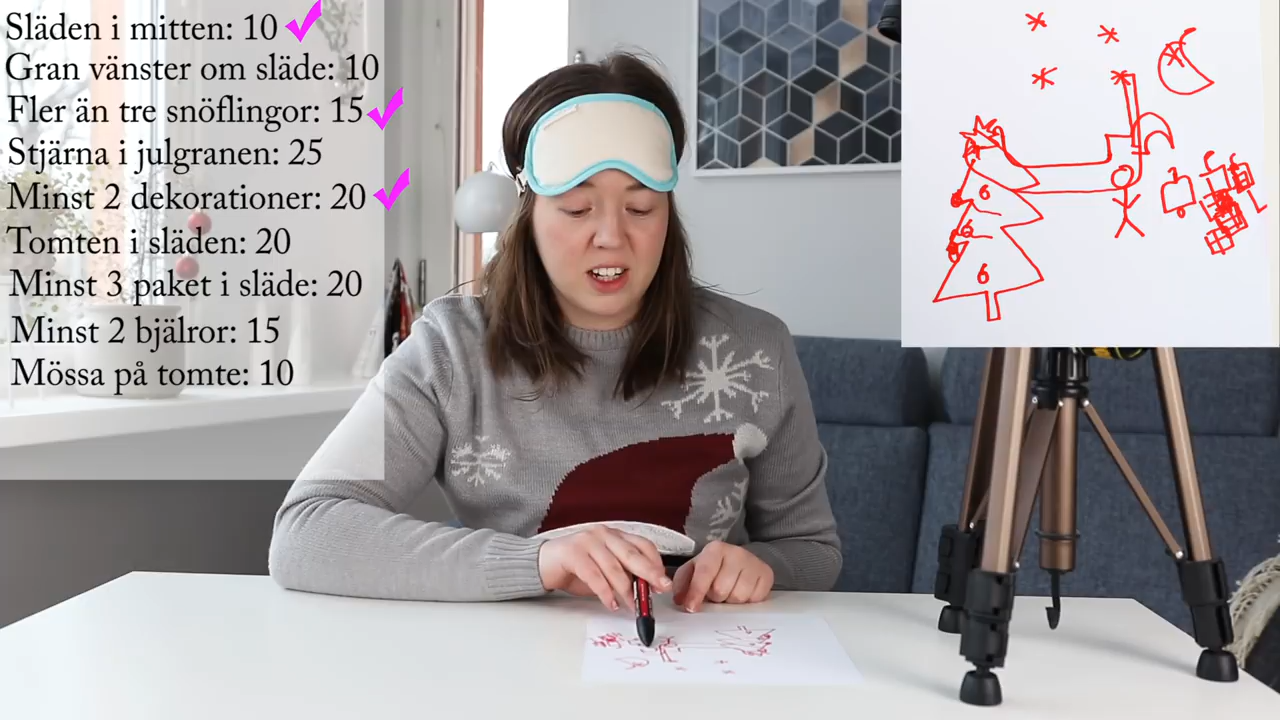 Släden i mitten: 10
Gran vänster om släde: 10
Fler än tre snöflingor: 15
Stjärna i julgranen: 25
Minst 2 dekorationer: 20
Tomten i släden: 20
Minst 3 paket i släde: 20
Minst 2 bjälror: 15
Mössa på tomte: 10